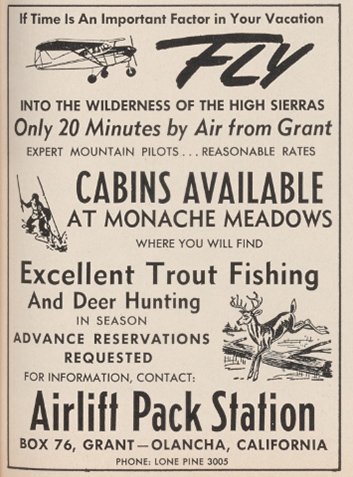 If Time Is An Important Factor in Your Vacation
FLY
INTO THE WILDERNESS OF THE HIGH SIERRAS
Only 20 Minutes by Air from Grant
EXPERT MOUNTAIN PILOTS . . . REASONABLE RATES
CABINS AVAILABLE
AT MONACHE MEADOWS
WHERE YOU WILL FIND
Excellent Trout Fishing
And Deer Hunting
IN SEASON
ADVANCE RESERVATIONS
REQUESTED
FOR INFORMATION, CONTACT:
Airlift Pack Station
BOX 76, GRANT—OLANCHA, CALIFORNIA
PHONE: LONE PINE 3005